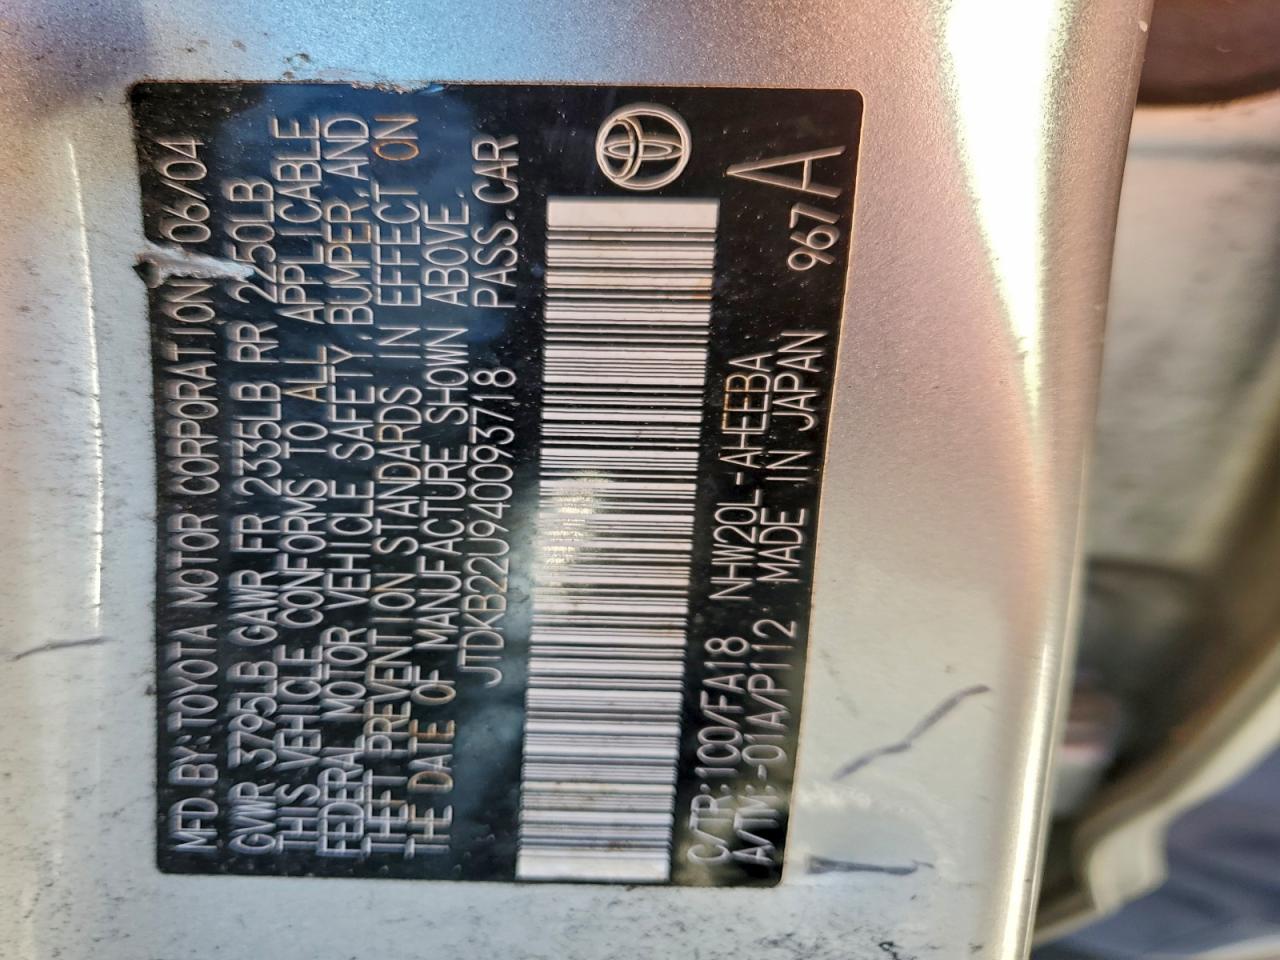 MFD BY:TOYOTA MOTOR CORPORATION 06/04
GVWR 3795LB GAWR FR 2335LB RR 2250LB
THIS VEHICLE CONFORMS TO ALL APPLICABLE
FEDERAL MOTOR VEHICLE SAFETY, BUMPER, AND
THEFT PREVENTION STANDARDS IN EFFECT ON
THE DATE OF MANUFACTURE SHOWN ABOVE.
JTDKB22U940093718 PASS.CAR
C/TR:1C0/FA18 NHW20L-AHEEBA
A/TM:-01A/P112 MADE IN JAPAN 967 A